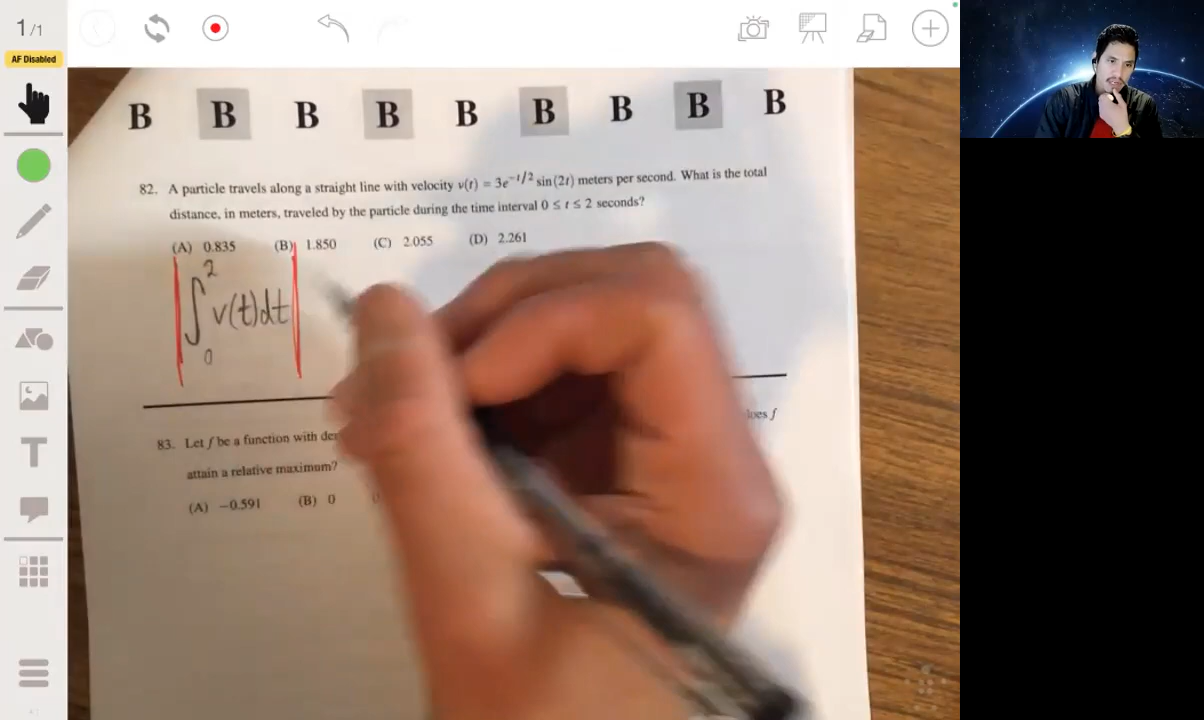 1/1
AF Disabled
B B B B B B B B B
82. A particle travels along a straight line with velocity v(t) = 3e^{-t/2} sin(2t) meters per second. What is the total
distance, in meters, traveled by the particle during the time interval 0 ≤ t ≤ 2 seconds?
(A) 0.835 (B) 1.850 (C) 2.055 (D) 2.261
|∫₀² v(t)dt|
83. Let f be a function with
f
attain a relative maximum?
(A) −0.591 (B) 0
T